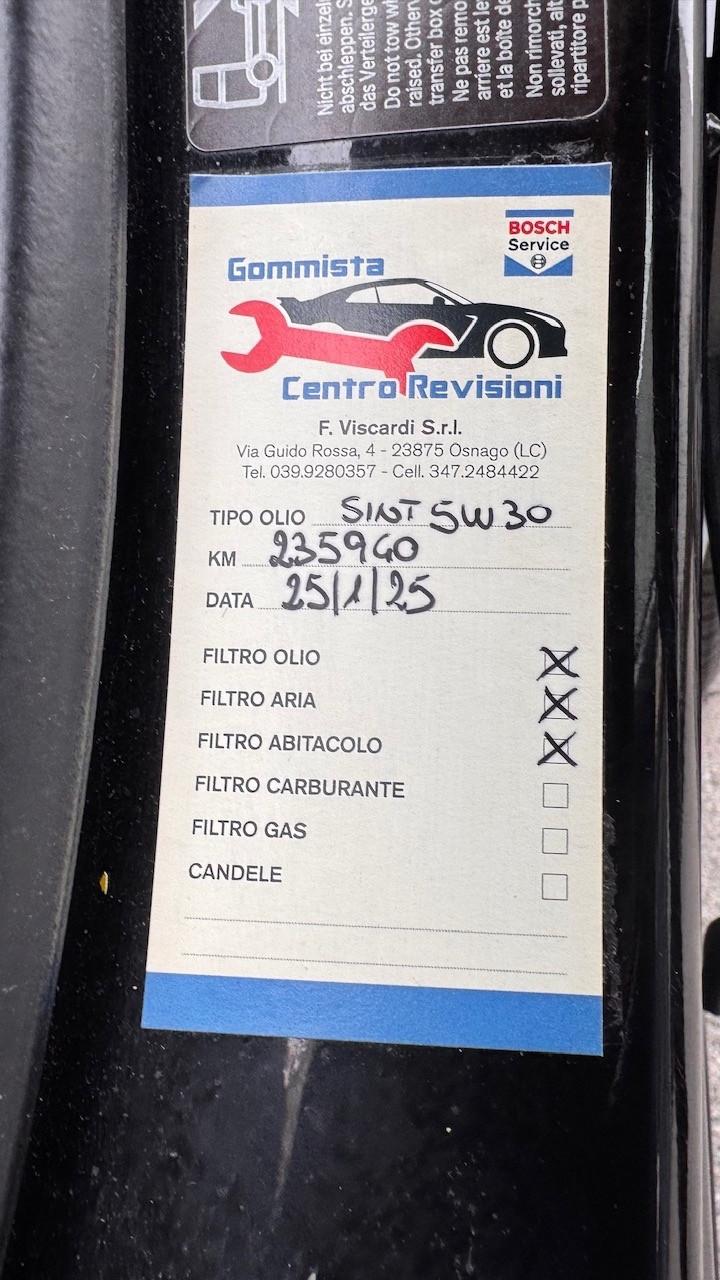 Nicht bei einzel
abschleppen. S
das Verteilerge
Do not tow wh
raised. Other
transfer box
Ne pas remo
arriere est le
et la boîte de
Non rimorch
sollevati, alt
ripartitore p
BOSCH
Service
Gommista
Centro Revisioni
F. Viscardi S.r.l.
Via Guido Rossa, 4 - 23875 Osnago (LC)
Tel. 039.9280357 - Cell. 347.2484422
TIPO OLIO SINT 5W30
KM 235940
DATA 25/1/25
FILTRO OLIO
FILTRO ARIA
FILTRO ABITACOLO
FILTRO CARBURANTE
FILTRO GAS
CANDELE